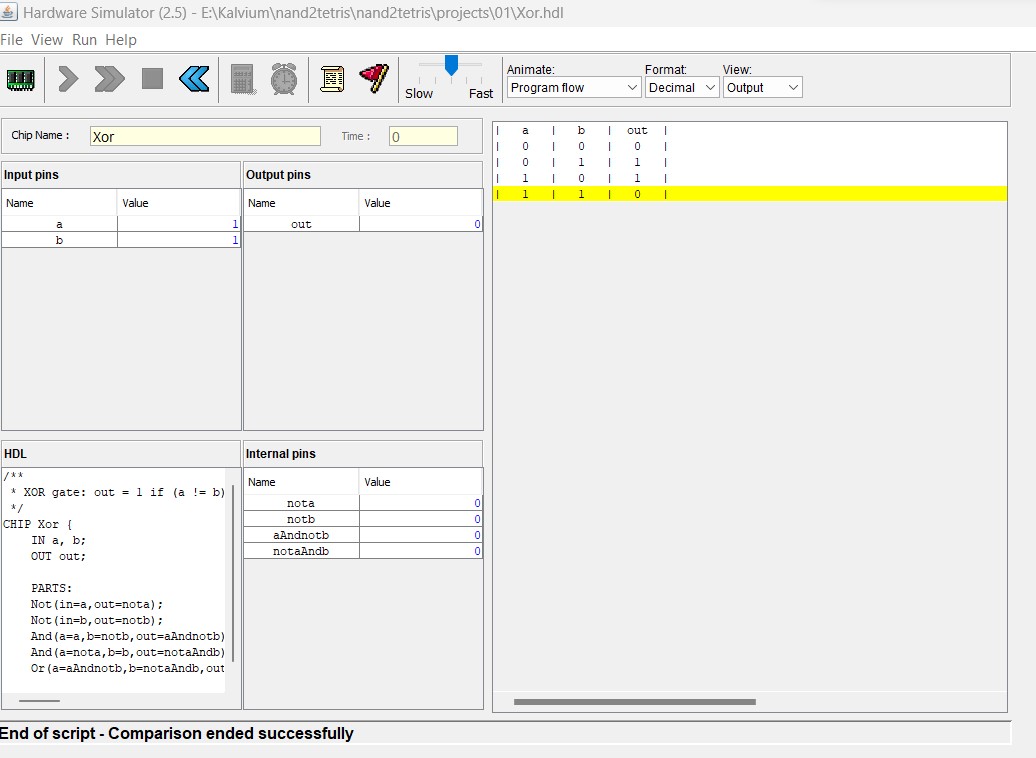 Hardware Simulator (2.5) - E:\Kalvium\nand2tetris\nand2tetris\projects\01\Xor.hdl
File View Run Help
Slow Fast
Animate: Format: View:
Program flow Decimal Output
Chip Name : Xor Time : 0
Input pins
Name Value
a 1
b 1
Output pins
Name Value
out 0
HDL
/**
 * XOR gate: out = 1 if (a != b)
 */
CHIP Xor {
    IN a, b;
    OUT out;
    PARTS:
    Not(in=a,out=nota);
    Not(in=b,out=notb);
    And(a=a,b=notb,out=aAndnotb)
    And(a=nota,b=b,out=notaAndb)
    Or(a=aAndnotb,b=notaAndb,out
Internal pins
Name Value
nota 0
notb 0
aAndnotb 0
notaAndb 0
| a | b | out |
| 0 | 0 | 0 |
| 0 | 1 | 1 |
| 1 | 0 | 1 |
| 1 | 1 | 0 |
End of script - Comparison ended successfully